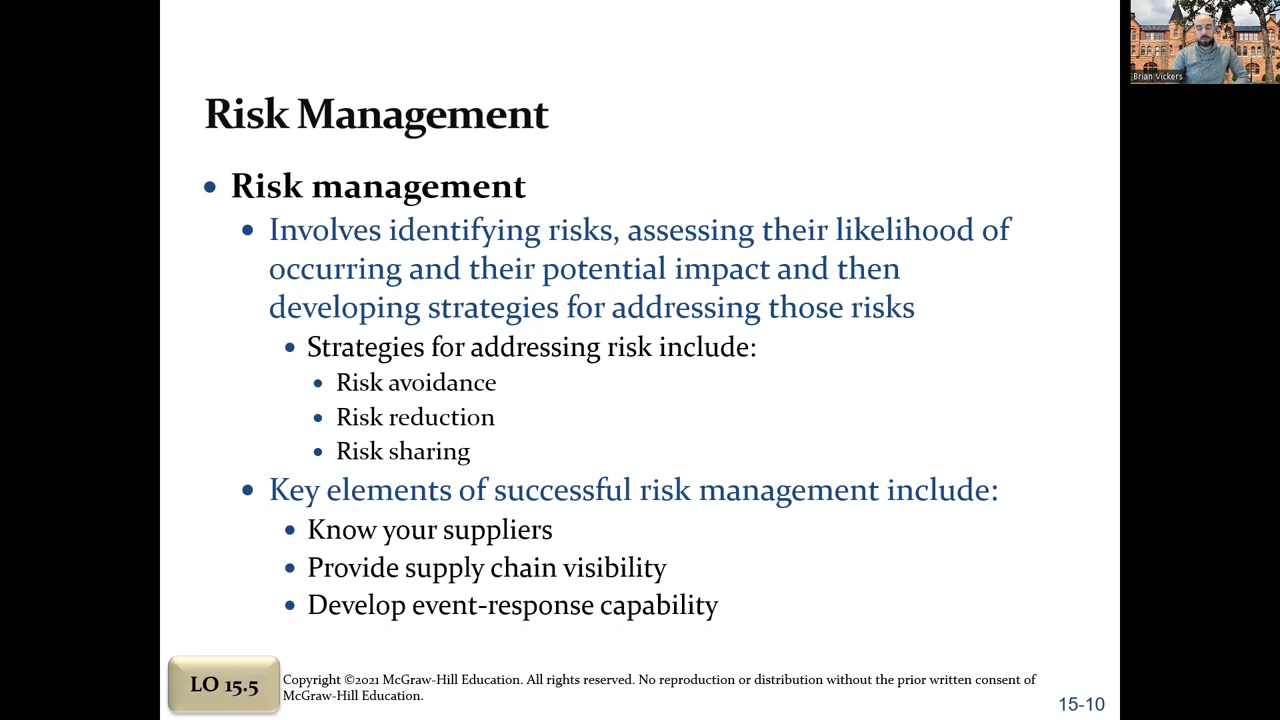 Brian Vickers
Risk Management
• Risk management
• Involves identifying risks, assessing their likelihood of
occurring and their potential impact and then
developing strategies for addressing those risks
• Strategies for addressing risk include:
• Risk avoidance
• Risk reduction
• Risk sharing
• Key elements of successful risk management include:
• Know your suppliers
• Provide supply chain visibility
• Develop event-response capability
LO 15.5
Copyright ©2021 McGraw-Hill Education. All rights reserved. No reproduction or distribution without the prior written consent of
McGraw-Hill Education.
15-10